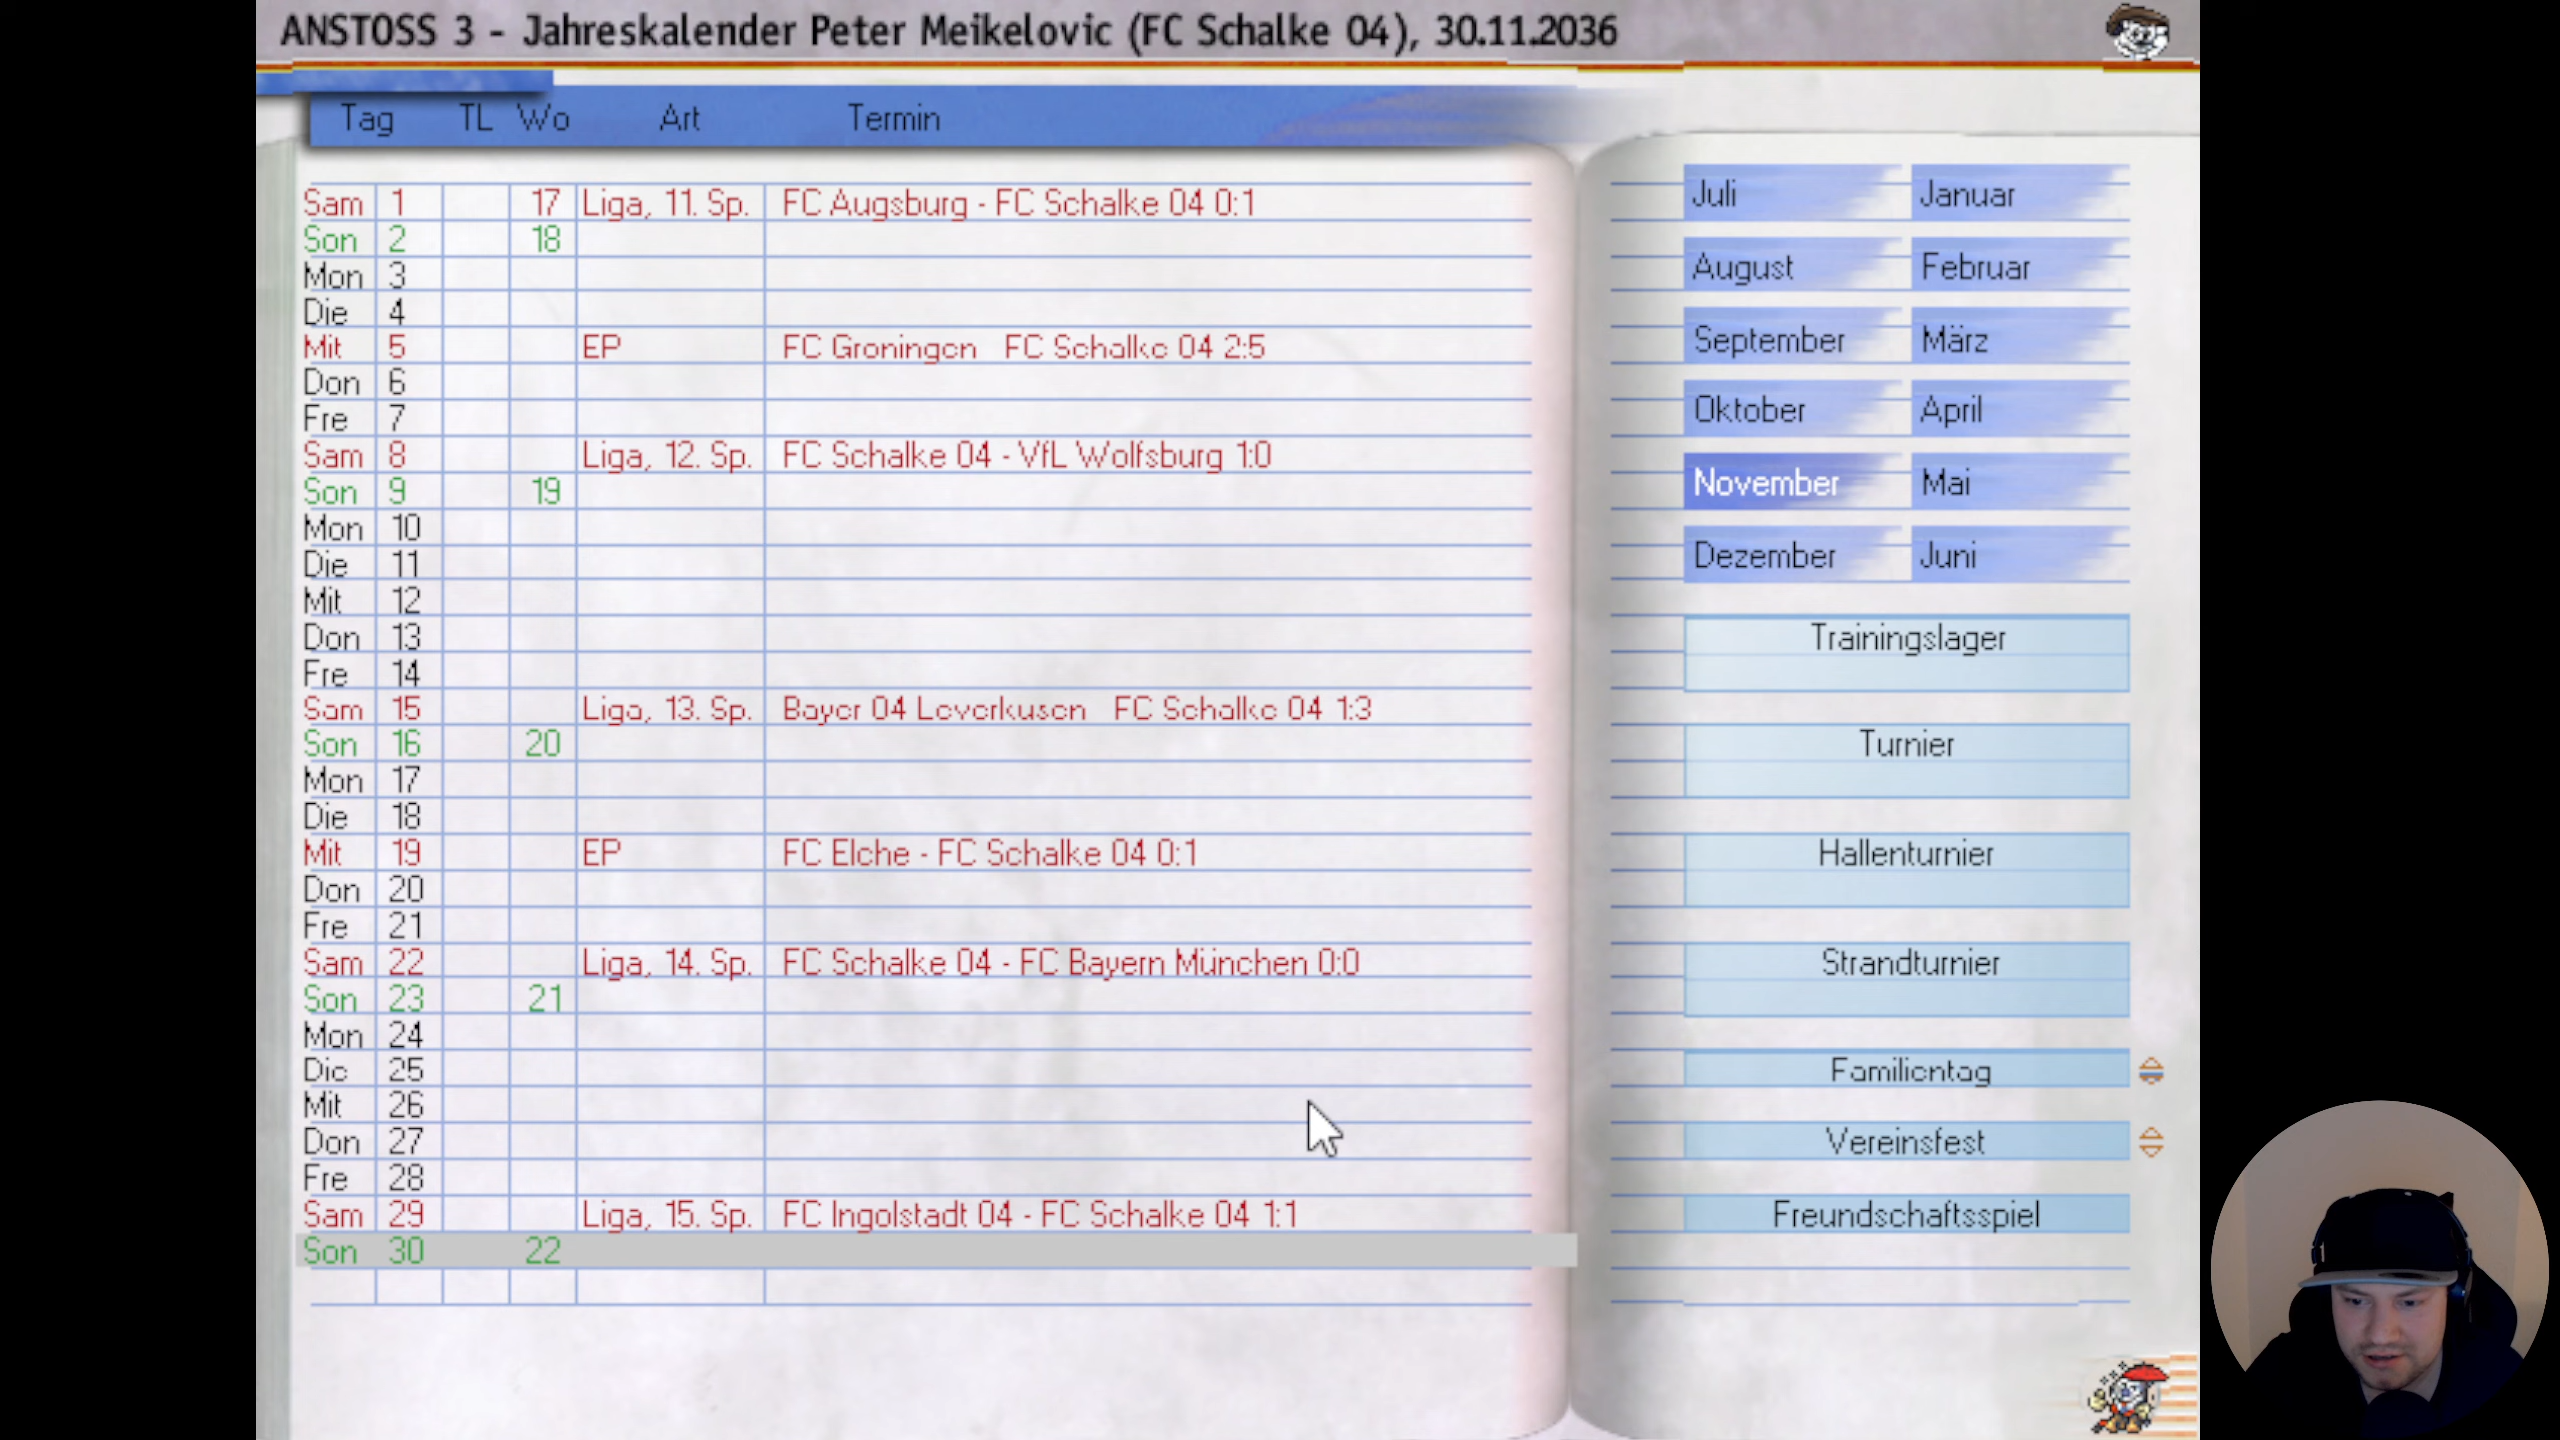 ANSTOSS 3 - Jahreskalender Peter Meikelovic (FC Schalke 04), 30.11.2036
Tag TL Wo Art Termin
Sam 1 17 Liga, 11. Sp. FC Augsburg - FC Schalke 04 0:1
Son 2 18
Mon 3
Die 4
Mit 5 EP FC Groningen FC Schalke 04 2:5
Don 6
Fre 7
Sam 8 Liga, 12. Sp. FC Schalke 04 - VfL Wolfsburg 1:0
Son 9 19
Mon 10
Die 11
Mit 12
Don 13
Fre 14
Sam 15 Liga, 13. Sp. Bayer 04 Leverkusen FC Schalke 04 1:3
Son 16 20
Mon 17
Die 18
Mit 19 EP FC Elche - FC Schalke 04 0:1
Don 20
Fre 21
Sam 22 Liga, 14. Sp. FC Schalke 04 - FC Bayern München 0:0
Son 23 21
Mon 24
Die 25
Mit 26
Don 27
Fre 28
Sam 29 Liga, 15. Sp. FC Ingolstadt 04 - FC Schalke 04 1:1
Son 30 22
Juli Januar
August Februar
September März
Oktober April
November Mai
Dezember Juni
Trainingslager
Turnier
Hallenturnier
Strandturnier
Familientag
Vereinsfest
Freundschaftsspiel